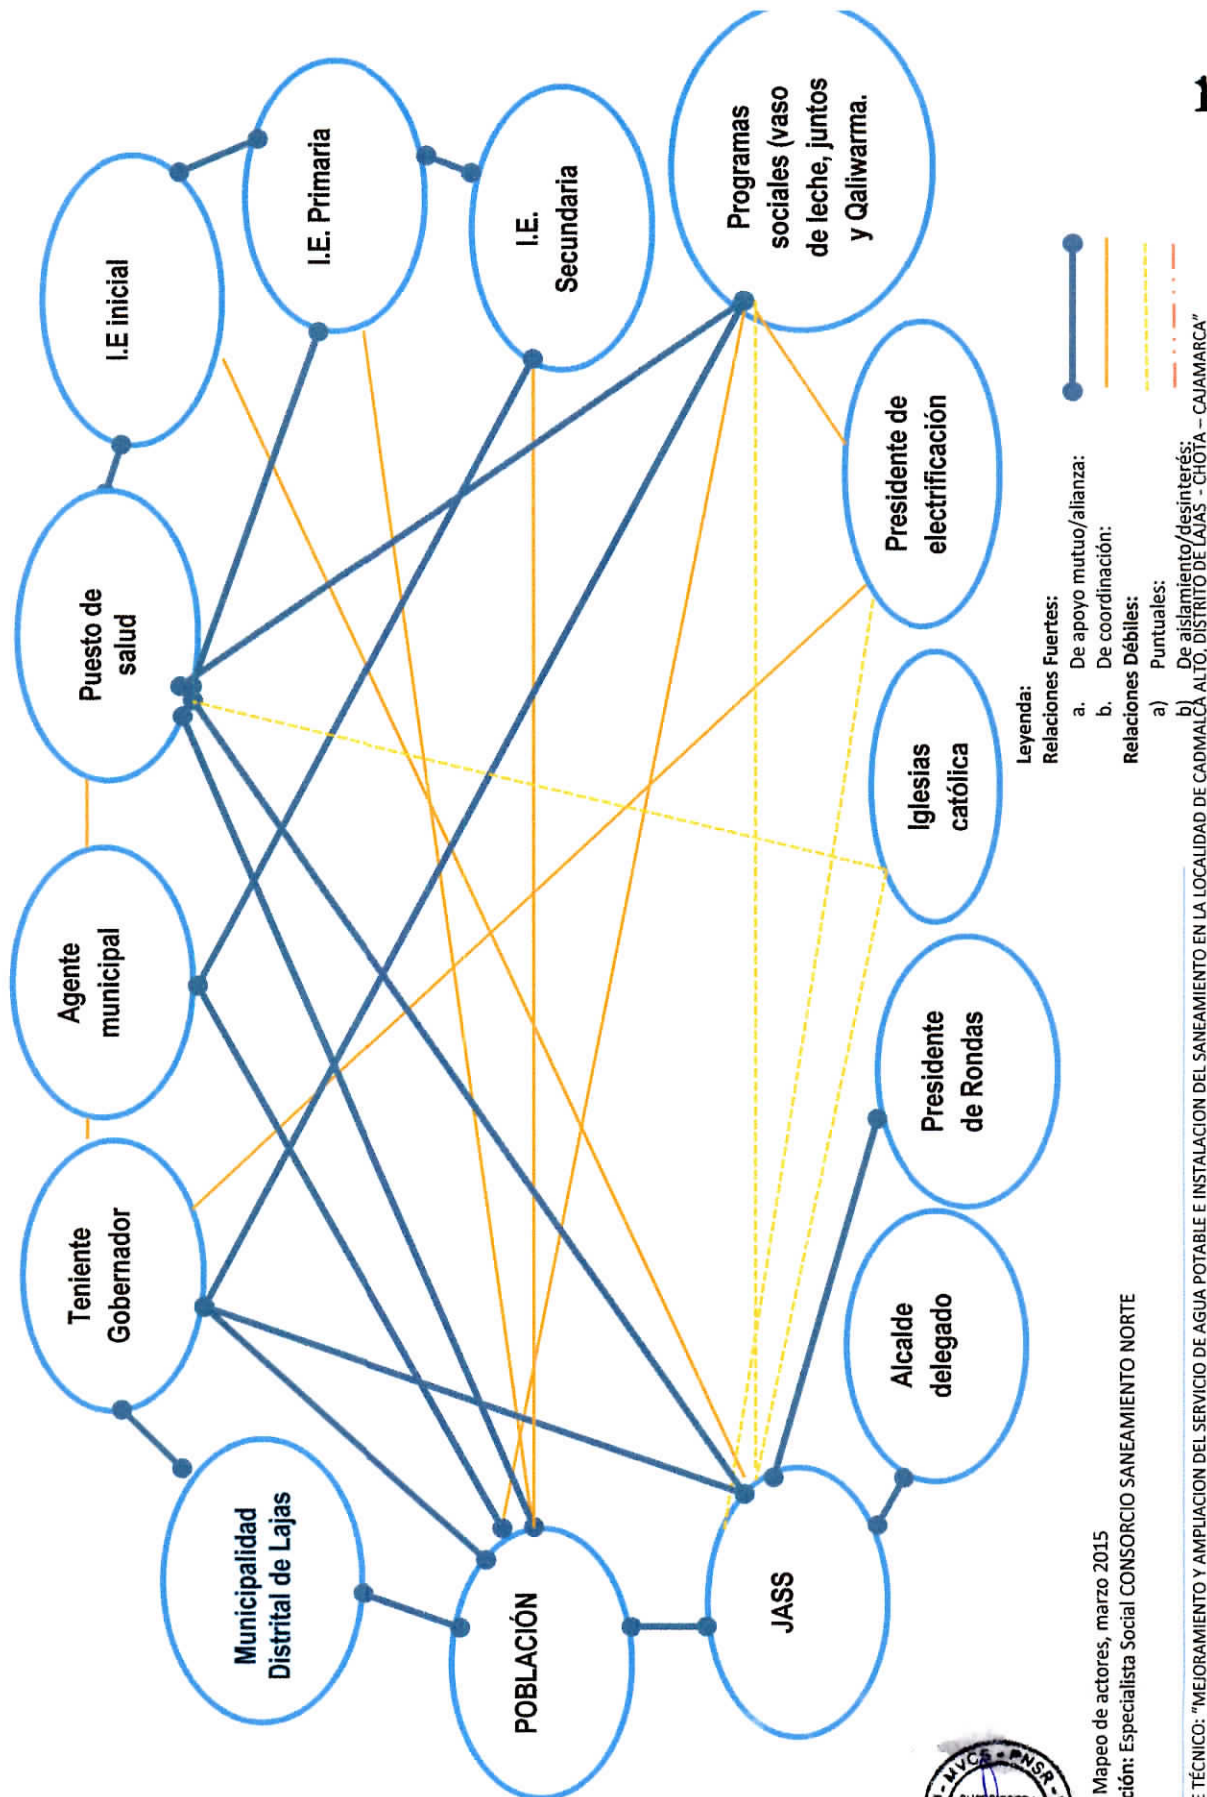 Municipalidad
Distrital de Lajas
Teniente
Gobernador
Agente
municipal
Puesto de
salud
I.E inicial
I.E. Primaria
I.E.
Secundaria
Programas
sociales (vaso
de leche, juntos
y Qaliwarma.
Presidente de
electrificación
Iglesias
católica
Presidente
de Rondas
Alcalde
delegado
JASS
POBLACIÓN
Leyenda:
Relaciones Fuertes:
a. De apoyo mutuo/alianza:
b. De coordinación:
Relaciones Débiles:
a) Puntuales:
b) De aislamiento/desinterés:
Mapeo de actores, marzo 2015
ción: Especialista Social CONSORCIO SANEAMIENTO NORTE
MVCS - PNSR
E TÉCNICO: "MEJORAMIENTO Y AMPLIACION DEL SERVICIO DE AGUA POTABLE E INSTALACION DEL SANEAMIENTO EN LA LOCALIDAD DE CADMALCA ALTO, DISTRITO DE LAJAS - CHOTA – CAJAMARCA"